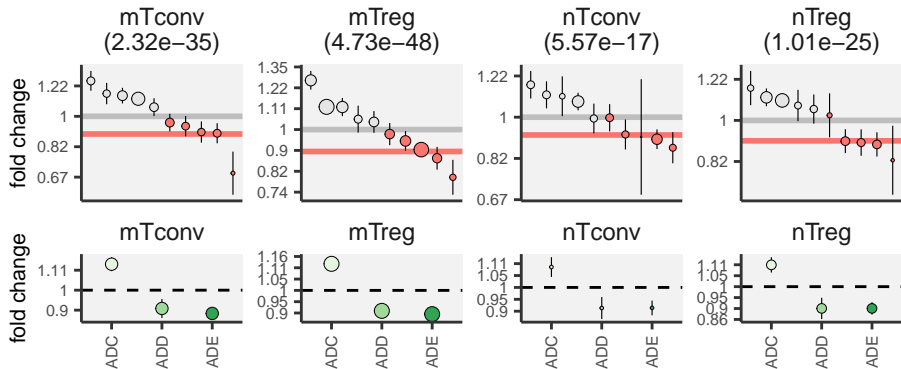 mTconv
(2.32e−35)
mTreg
(4.73e−48)
nTconv
(5.57e−17)
nTreg
(1.01e−25)
fold change
1.22
1
0.82
0.67
1.35
1.22
1.11
1
0.9
0.82
0.74
1.22
1
0.82
0.67
1.22
1
0.82
mTconv
mTreg
nTconv
nTreg
fold change
1.11
1
0.9
1.16
1.11
1.05
1
0.95
0.9
1.11
1.05
1
0.95
0.9
1.11
1.05
1
0.95
0.9
0.86
ADC
ADD
ADE
ADC
ADD
ADE
ADC
ADD
ADE
ADC
ADD
ADE